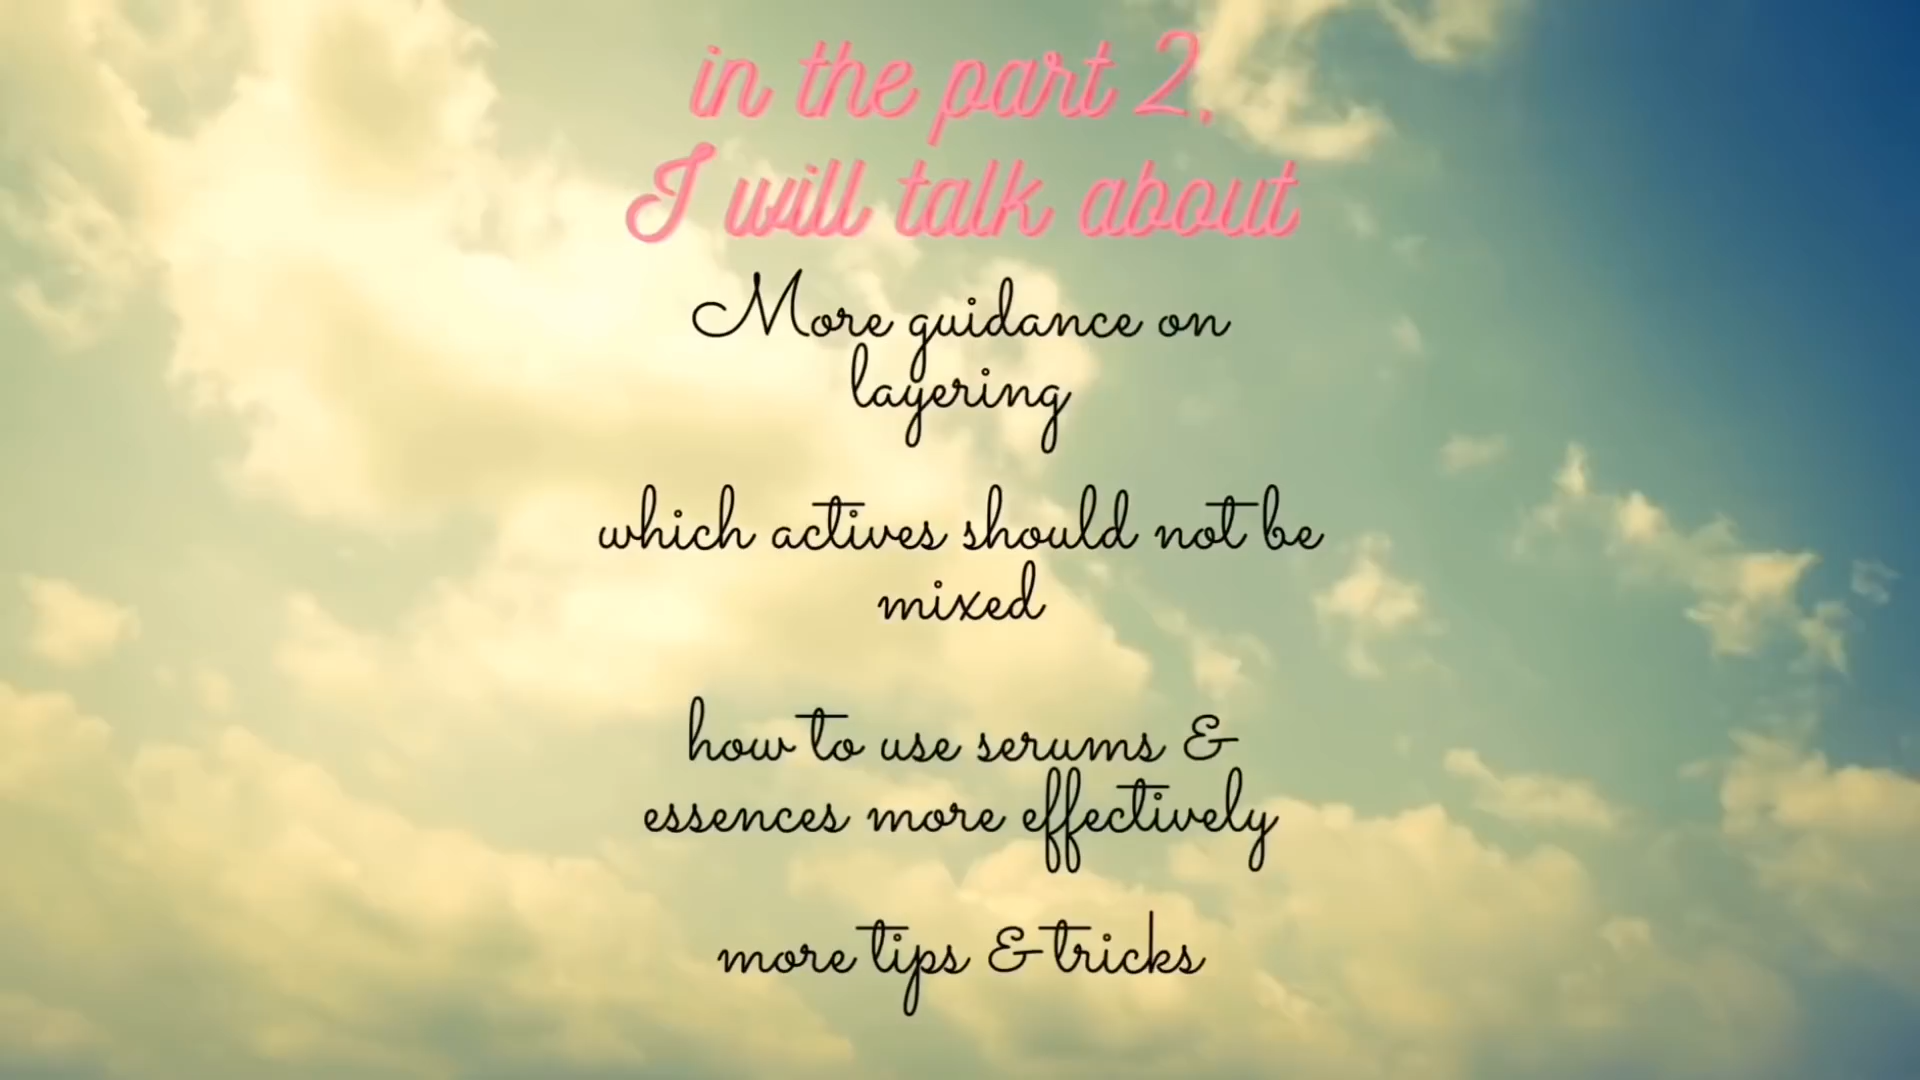 in the part 2,
I will talk about
More guidance on
layering
which actives should not be
mixed
how to use serums &
essences more effectively
more tips & tricks